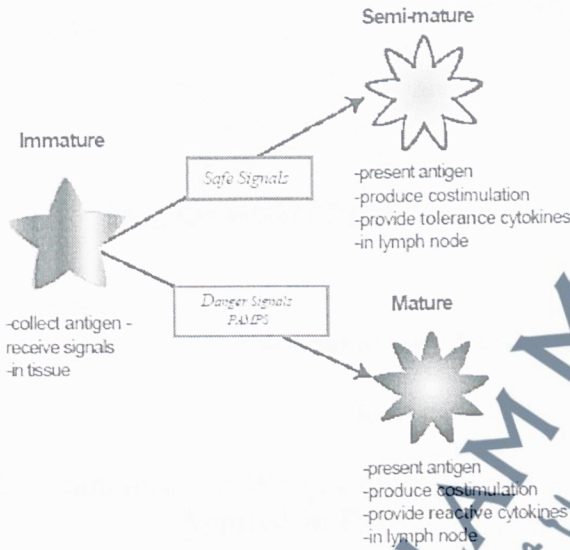 Semi-mature
Immature
Safe Signals
-present antigen
-produce costimulation
-provide tolerance cytokines
-in lymph node
Danger Signals
PAMPS
Mature
-collect antigen -
receive signals
-in tissue
-present antigen
-produce costimulation
-provide reactive cytokines
-in lymph node